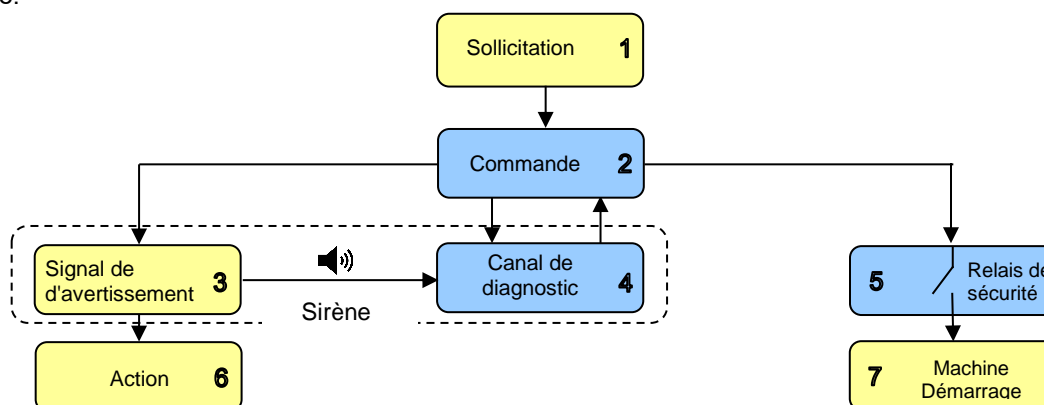 Sollicitation 1
Commande 2
Signal de
d'avertissement 3
Sirène
Canal de
diagnostic 4
5 Relais de
sécurité
Action 6
7 Machine
Démarrage